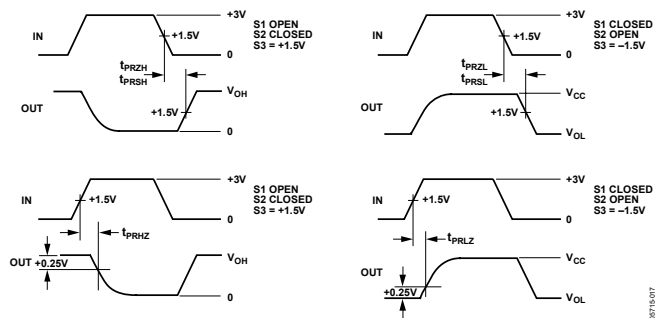 +3V
S1 OPEN
S2 CLOSED
S3 = +1.5V
IN
+1.5V
0
tPRZH
tPRSH
VOH
OUT
+1.5V
0
+3V
S1 CLOSED
S2 OPEN
S3 = –1.5V
IN
+1.5V
0
tPRZL
tPRSL
VCC
OUT
+1.5V
VOL
+3V
S1 OPEN
S2 CLOSED
S3 = +1.5V
IN
+1.5V
0
tPRHZ
VOH
OUT
+0.25V
0
+3V
S1 CLOSED
S2 OPEN
S3 = –1.5V
IN
+1.5V
0
tPRLZ
VCC
OUT
+0.25V
VOL
05715-017